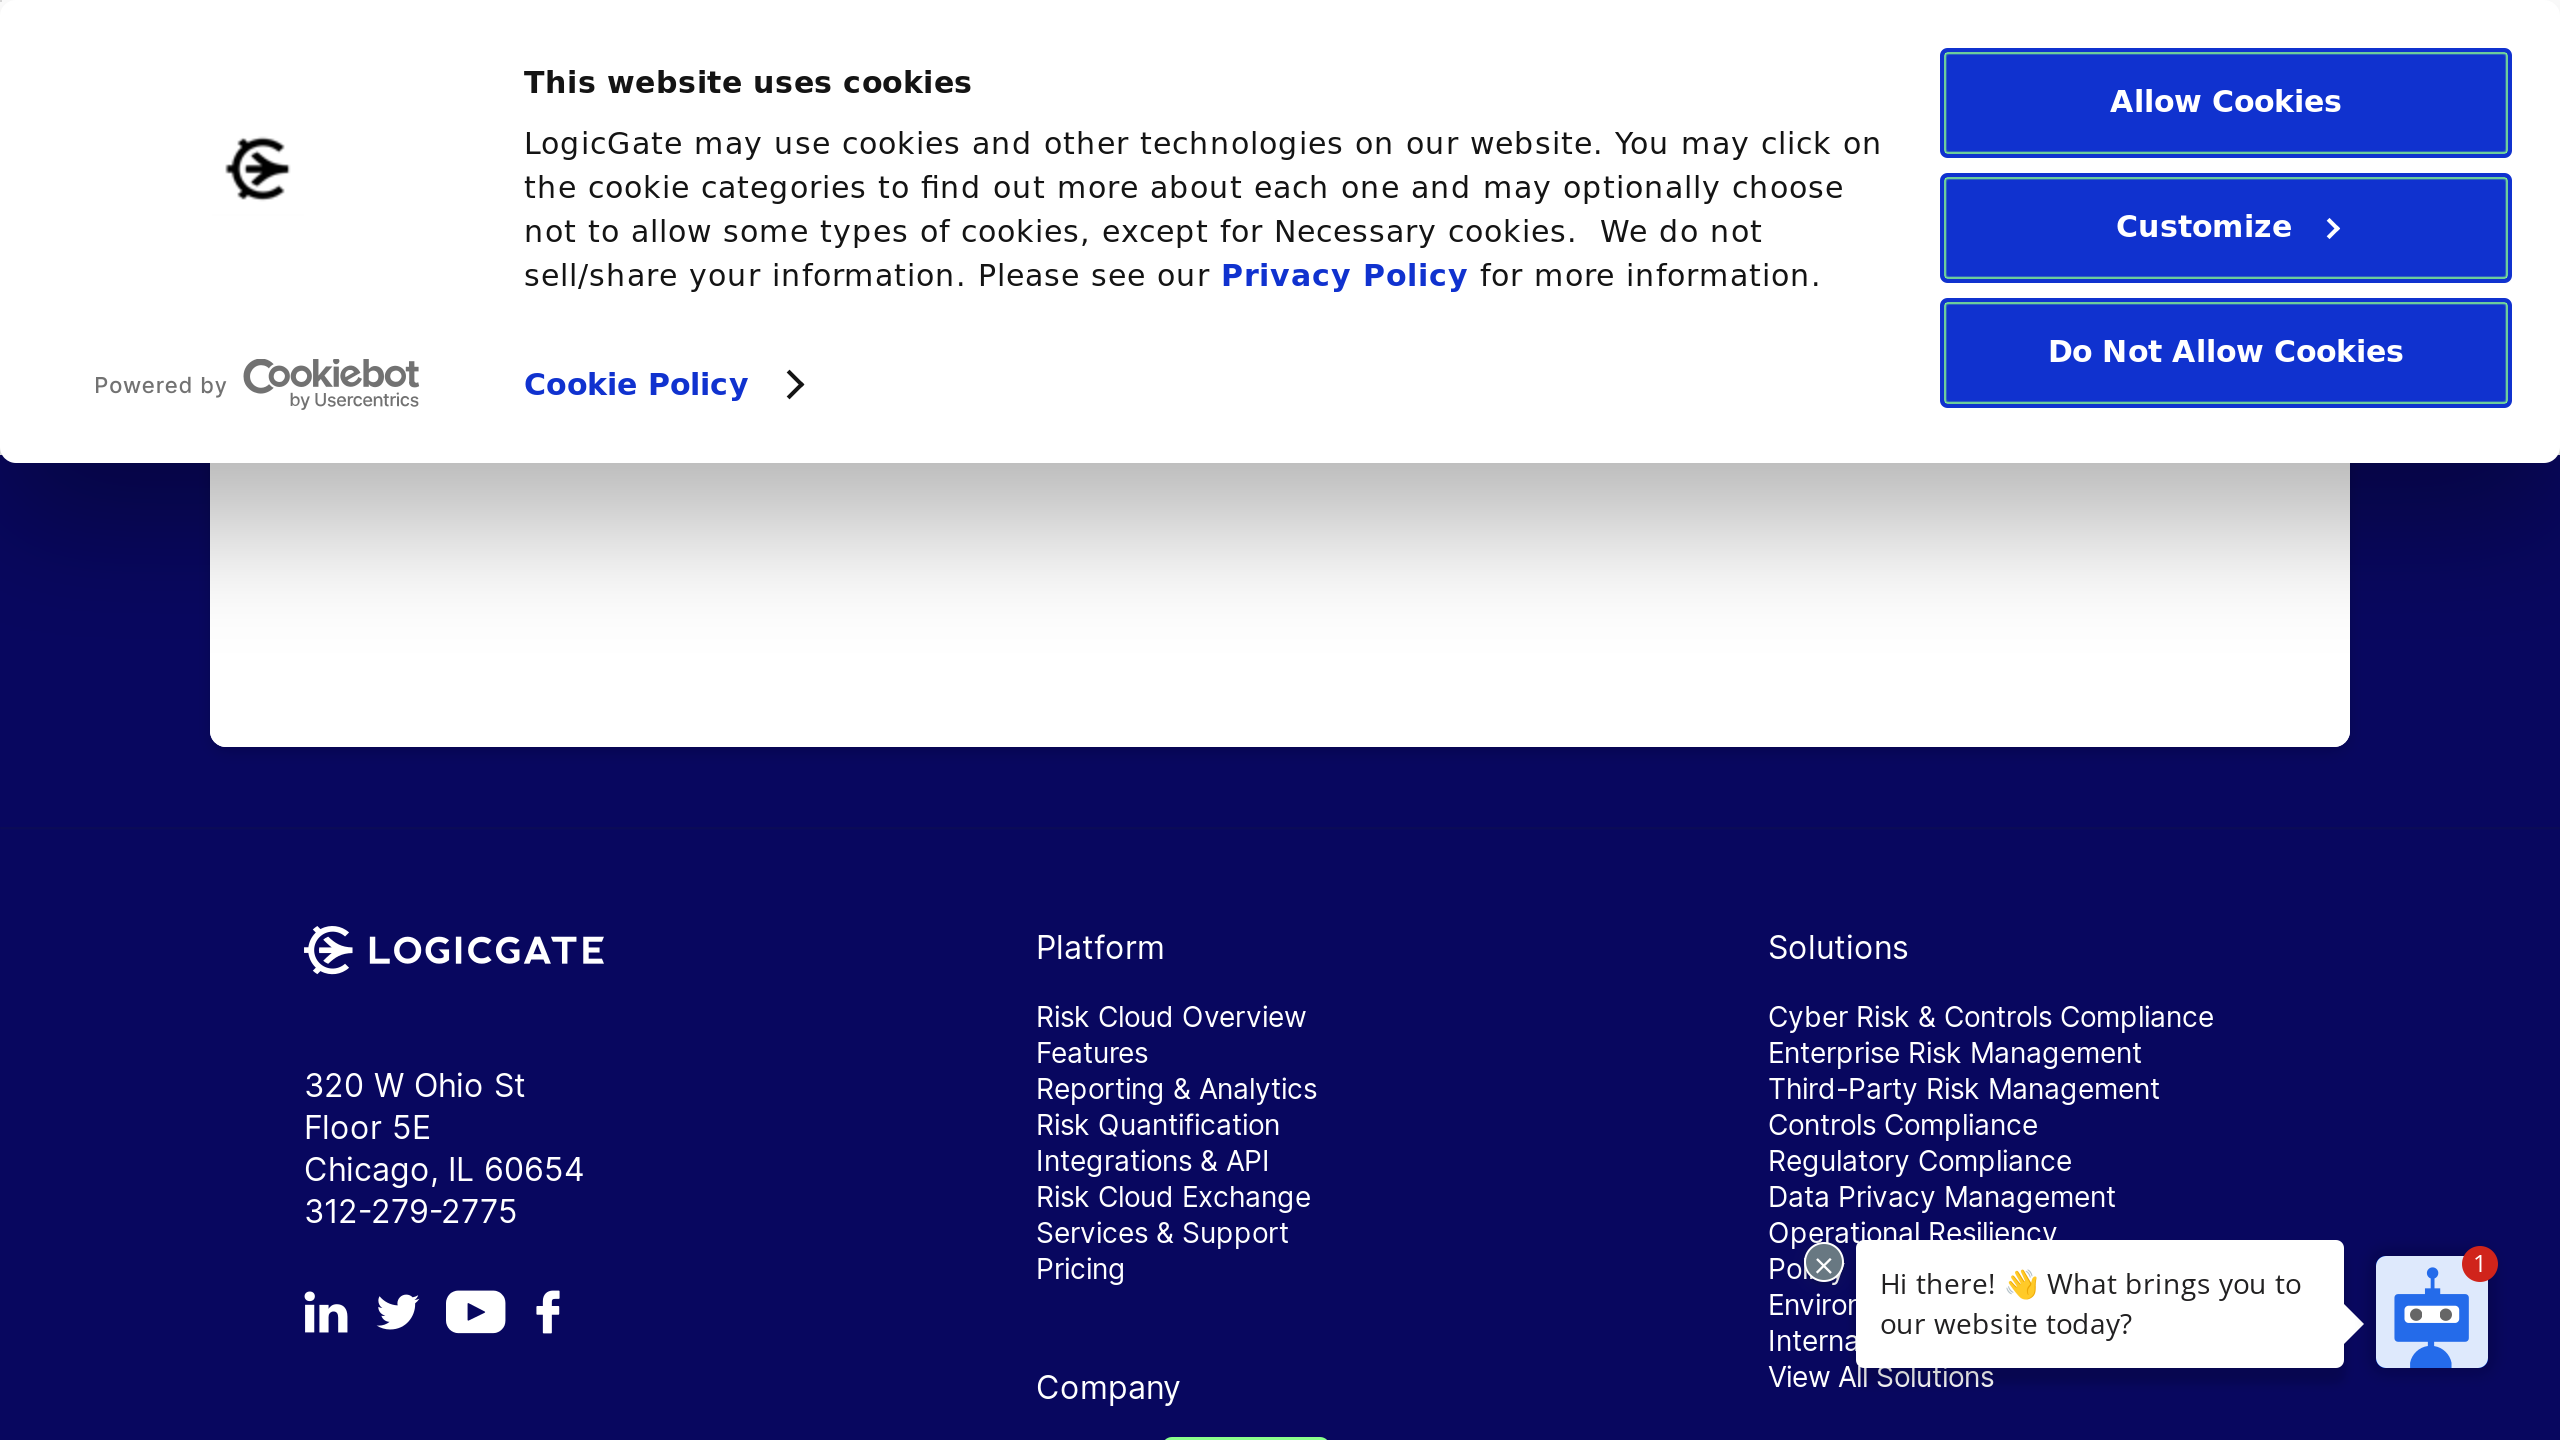 This website uses cookies
LogicGate may use cookies and other technologies on our website. You may click on
the cookie categories to find out more about each one and may optionally choose
not to allow some types of cookies, except for Necessary cookies.  We do not
sell/share your information. Please see our Privacy Policy for more information.
Powered by Cookiebot
by Usercentrics
Cookie Policy
Allow Cookies
Customize
Do Not Allow Cookies
LOGICGATE
320 W Ohio St
Floor 5E
Chicago, IL 60654
312-279-2775
Platform
Risk Cloud Overview
Features
Reporting & Analytics
Risk Quantification
Integrations & API
Risk Cloud Exchange
Services & Support
Pricing
Company
Solutions
Cyber Risk & Controls Compliance
Enterprise Risk Management
Third-Party Risk Management
Controls Compliance
Regulatory Compliance
Data Privacy Management
Operational Resiliency
View All Solutions
Hi there! 👋 What brings you to
our website today?
1